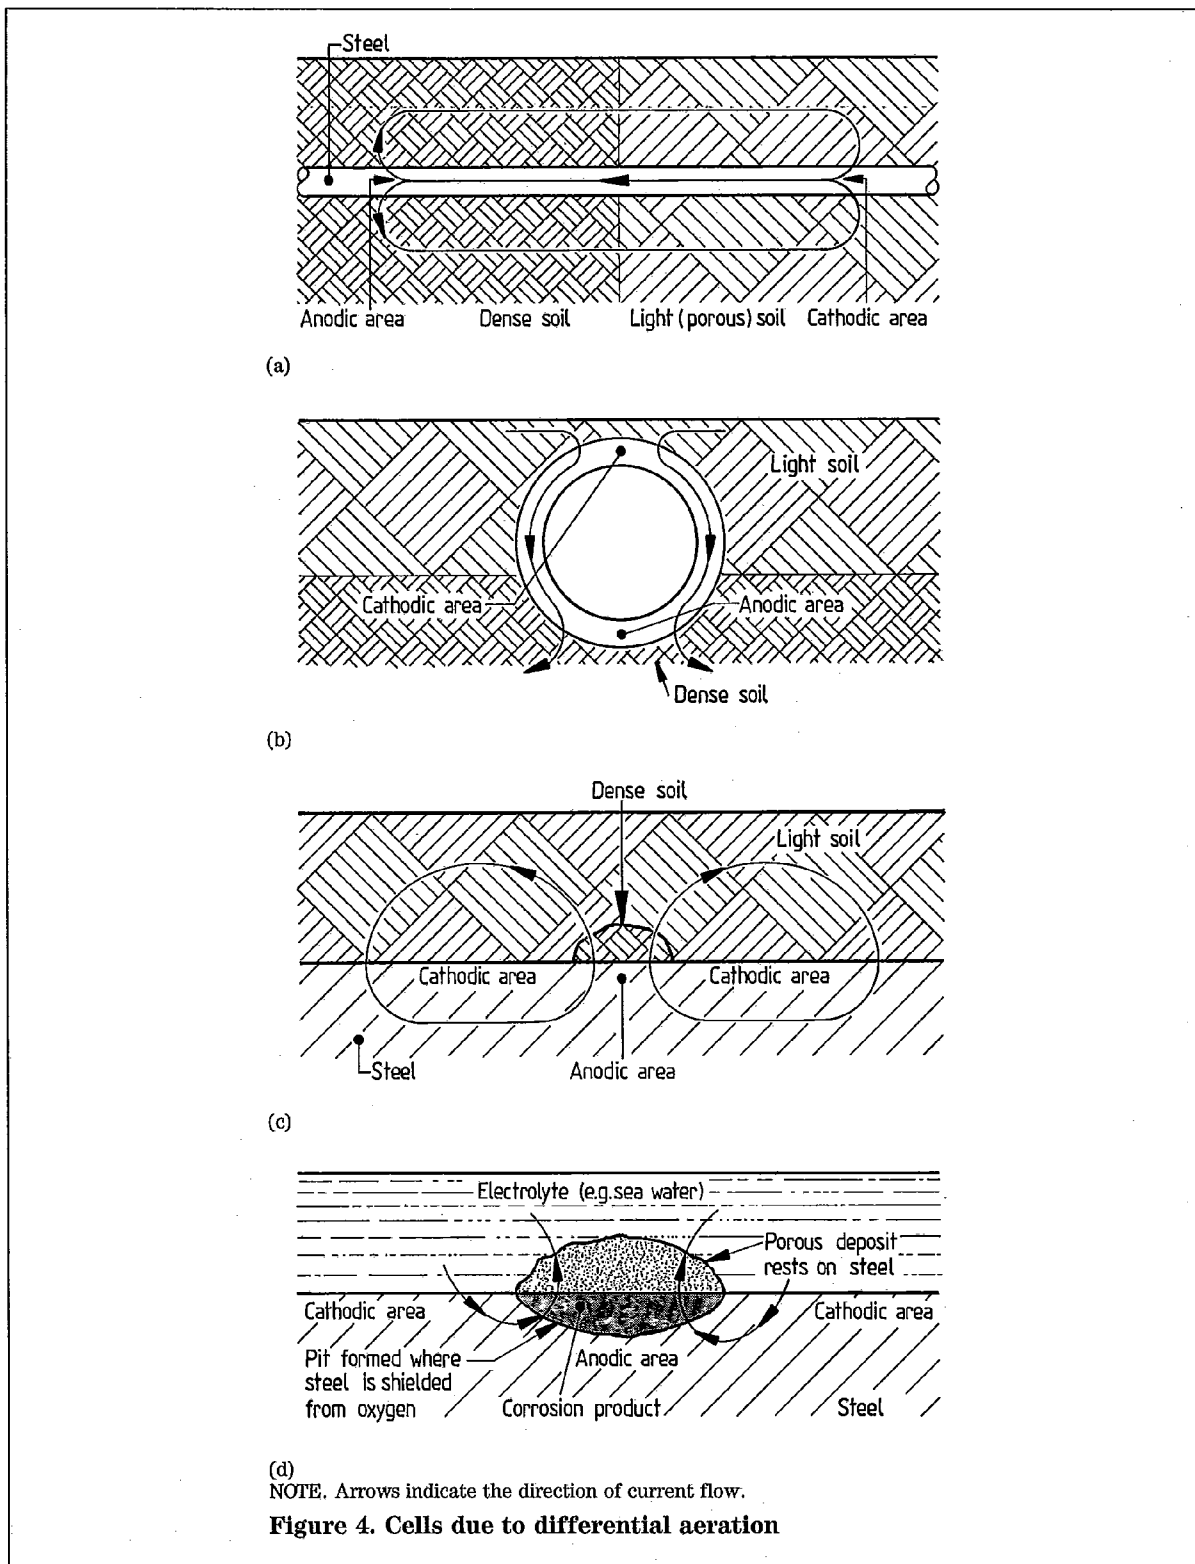 Steel
Anodic area
Dense soil
Light (porous) soil
Cathodic area
(a)
Light soil
Cathodic area
Anodic area
Dense soil
(b)
Dense soil
Light soil
Cathodic area
Cathodic area
Steel
Anodic area
(c)
Electrolyte (e.g. sea water)
Porous deposit
rests on steel
Cathodic area
Cathodic area
Pit formed where
steel is shielded
from oxygen
Anodic area
Corrosion product
Steel
(d)
NOTE. Arrows indicate the direction of current flow.
Figure 4. Cells due to differential aeration